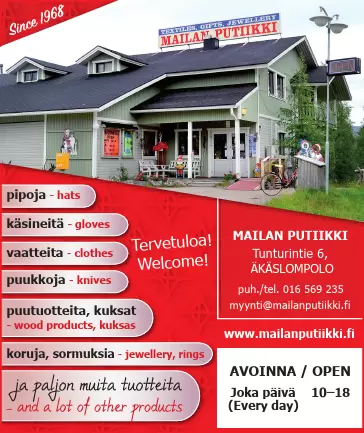 Since 1968
TEXTILES, GIFTS, JEWELLERY
MAILAN PUTIIKKI
pipoja - hats
käsineitä - gloves
vaatteita - clothes
puukkoja - knives
puutuotteita, kuksat
- wood products, kuksas
koruja, sormuksia - jewellery, rings
ja paljon muita tuotteita
- and a lot of other products
Tervetuloa!
Welcome!
MAILAN PUTIIKKI
Tunturintie 6,
ÄKÄSLOMPOLO
puh./tel. 016 569 235
myynti@mailanputiikki.fi
www.mailanputiikki.fi
AVOINNA / OPEN
Joka päivä 10–18
(Every day)